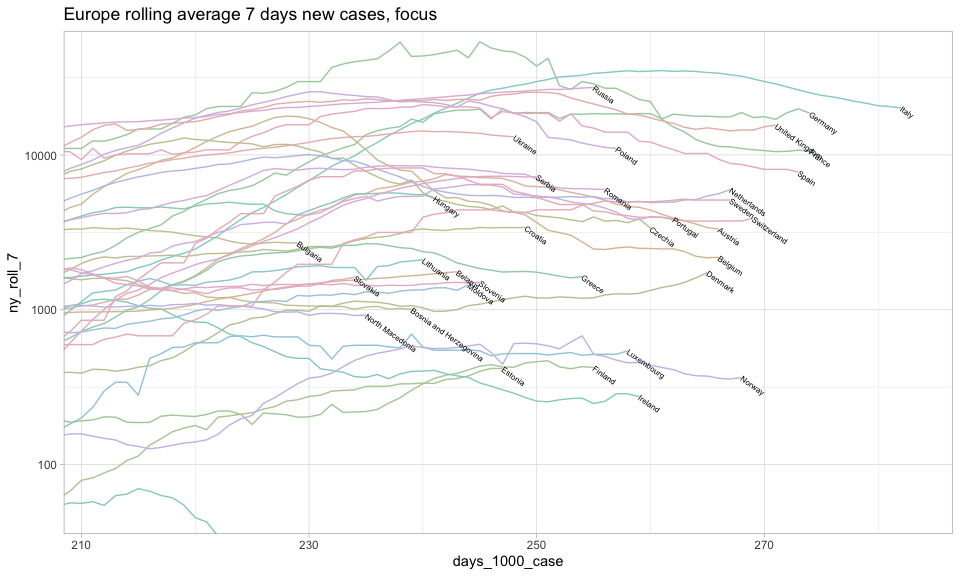 Europe rolling average 7 days new cases, focus
ny_roll_7
10000
1000
100
Italy
Russia
Germany
United Kingdom
France
Ukraine
Poland
Spain
Serbia
Romania
Netherlands
Hungary
Sweden
Switzerland
Portugal
Croatia
Czechia
Austria
Bulgaria
Belgium
Lithuania
Slovakia
Belarus
Slovenia
Moldova
Greece
Denmark
North Macedonia
Bosnia and Herzegovina
Luxembourg
Estonia
Finland
Norway
Ireland
210
230
250
270
days_1000_case